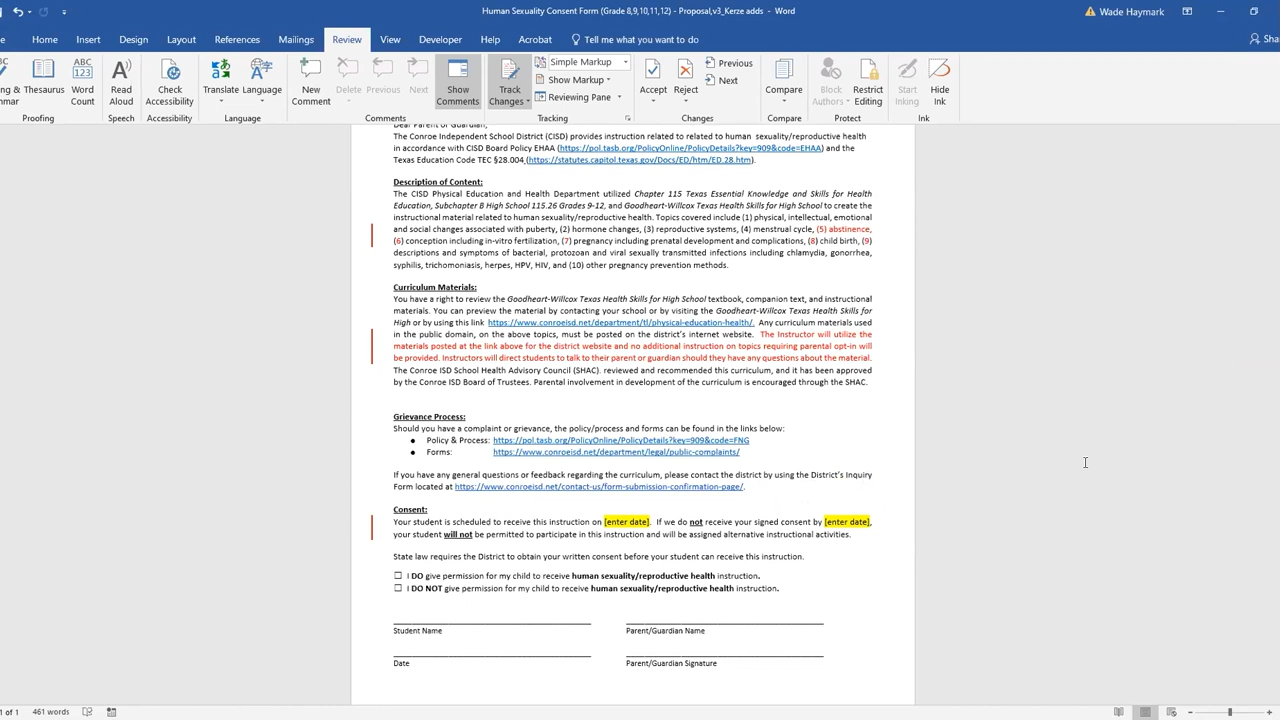 Human Sexuality Consent Form (Grade 8,9,10,11,12) - Proposal,v3_Kerze adds - Word
Wade Haymark
Home Insert Design Layout References Mailings Review View Developer Help Acrobat Tell me what you want to do
Thesaurus
Word Count
Read Aloud
Check Accessibility
Translate
Language
New Comment
Delete
Previous
Next
Show Comments
Track Changes
Simple Markup
Show Markup
Reviewing Pane
Accept
Reject
Previous
Next
Compare
Block Authors
Restrict Editing
Start Inking
Hide Ink
Proofing Speech Accessibility Language Comments Tracking Changes Compare Protect Ink
Dear Parent or Guardian,
The Conroe Independent School District (CISD) provides instruction related to related to human sexuality/reproductive health
in accordance with CISD Board Policy EHAA (https://pol.tasb.org/PolicyOnline/PolicyDetails?key=909&code=EHAA) and the
Texas Education Code TEC §28.004 (https://statutes.capitol.texas.gov/Docs/ED/htm/ED.28.htm).
Description of Content:
The CISD Physical Education and Health Department utilized Chapter 115 Texas Essential Knowledge and Skills for Health
Education, Subchapter B High School 115.26 Grades 9-12, and Goodheart-Willcox Texas Health Skills for High School to create the
instructional material related to human sexuality/reproductive health. Topics covered include (1) physical, intellectual, emotional
and social changes associated with puberty, (2) hormone changes, (3) reproductive systems, (4) menstrual cycle, (5) abstinence,
(6) conception including in-vitro fertilization, (7) pregnancy including prenatal development and complications, (8) child birth, (9)
descriptions and symptoms of bacterial, protozoan and viral sexually transmitted infections including chlamydia, gonorrhea,
syphilis, trichomoniasis, herpes, HPV, HIV, and (10) other pregnancy prevention methods.
Curriculum Materials:
You have a right to review the Goodheart-Willcox Texas Health Skills for High School textbook, companion text, and instructional
materials. You can preview the material by contacting your school or by visiting the Goodheart-Willcox Texas Health Skills for
High or by using this link https://www.conroeisd.net/department/tl/physical-education-health/. Any curriculum materials used
in the public domain, on the above topics, must be posted on the district's internet website. The Instructor will utilize the
materials posted at the link above for the district website and no additional instruction on topics requiring parental opt-in will
be provided. Instructors will direct students to talk to their parent or guardian should they have any questions about the material.
The Conroe ISD School Health Advisory Council (SHAC). reviewed and recommended this curriculum, and it has been approved
by the Conroe ISD Board of Trustees. Parental involvement in development of the curriculum is encouraged through the SHAC.
Grievance Process:
Should you have a complaint or grievance, the policy/process and forms can be found in the links below:
● Policy & Process: https://pol.tasb.org/PolicyOnline/PolicyDetails?key=909&code=FNG
● Forms: https://www.conroeisd.net/department/legal/public-complaints/
If you have any general questions or feedback regarding the curriculum, please contact the district by using the District's Inquiry
Form located at https://www.conroeisd.net/contact-us/form-submission-confirmation-page/.
Consent:
Your student is scheduled to receive this instruction on [enter date]. If we do not receive your signed consent by [enter date],
your student will not be permitted to participate in this instruction and will be assigned alternative instructional activities.
State law requires the District to obtain your written consent before your student can receive this instruction.
☐ I DO give permission for my child to receive human sexuality/reproductive health instruction.
☐ I DO NOT give permission for my child to receive human sexuality/reproductive health instruction.
Student Name Parent/Guardian Name
Date Parent/Guardian Signature
of 1 461 words